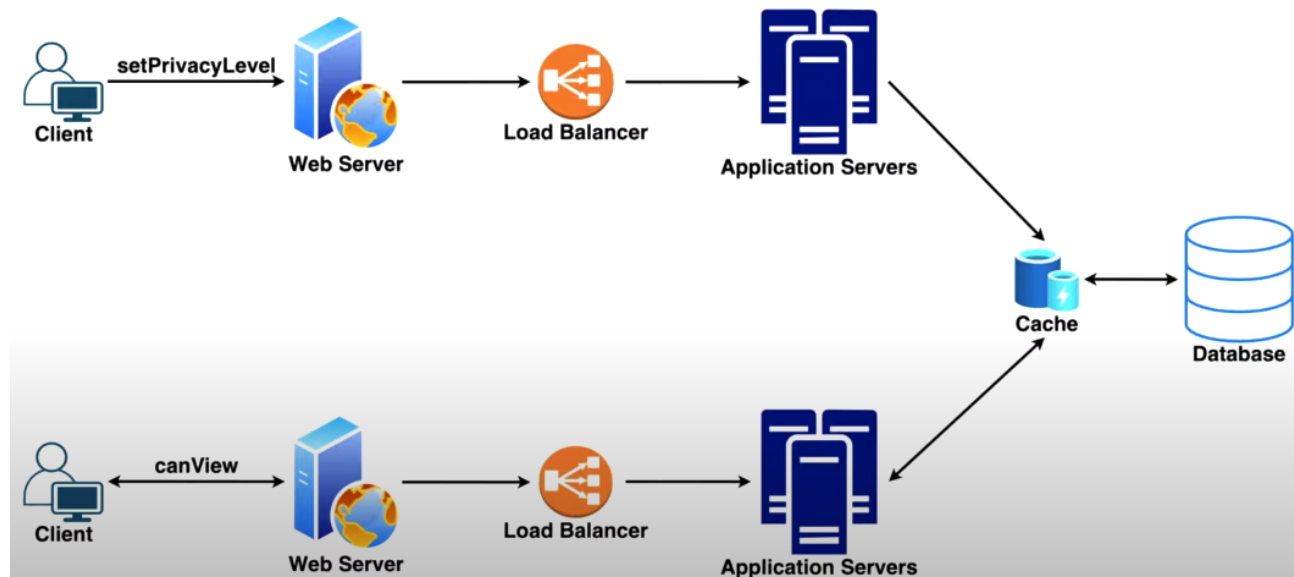 setPrivacyLevel
Client
Web Server
Load Balancer
Application Servers
Cache
Database
canView
Client
Web Server
Load Balancer
Application Servers